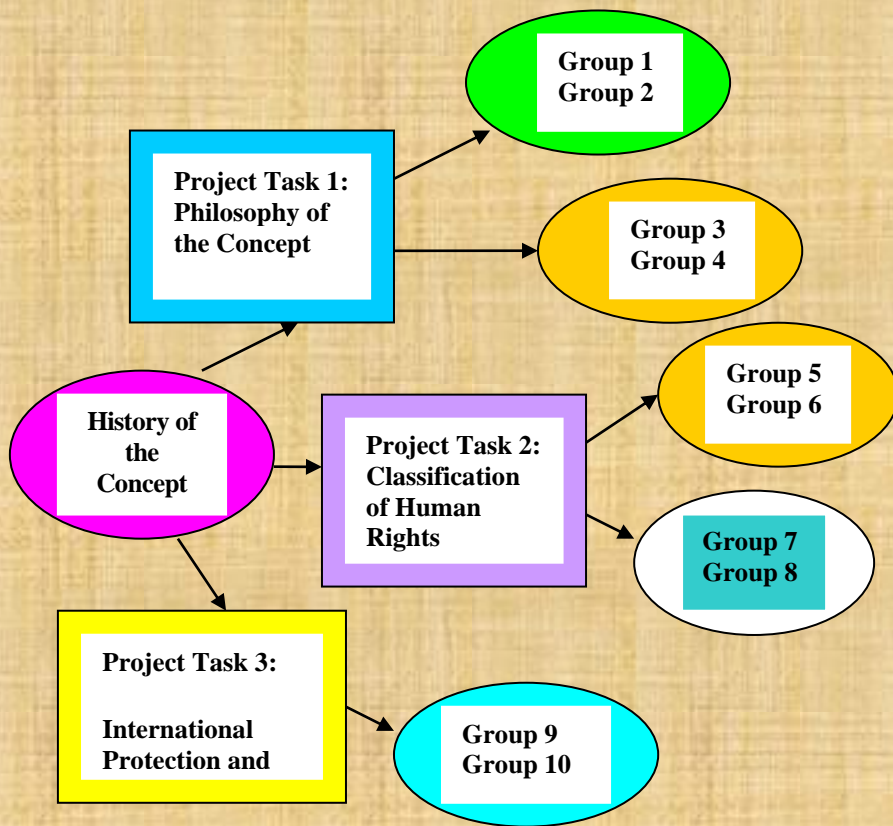 Group 1
Group 2
Project Task 1:
Philosophy of
the Concept
Group 3
Group 4
History of
the
Concept
Project Task 2:
Classification
of Human
Rights
Group 5
Group 6
Group 7
Group 8
Project Task 3:
International
Protection and
Group 9
Group 10